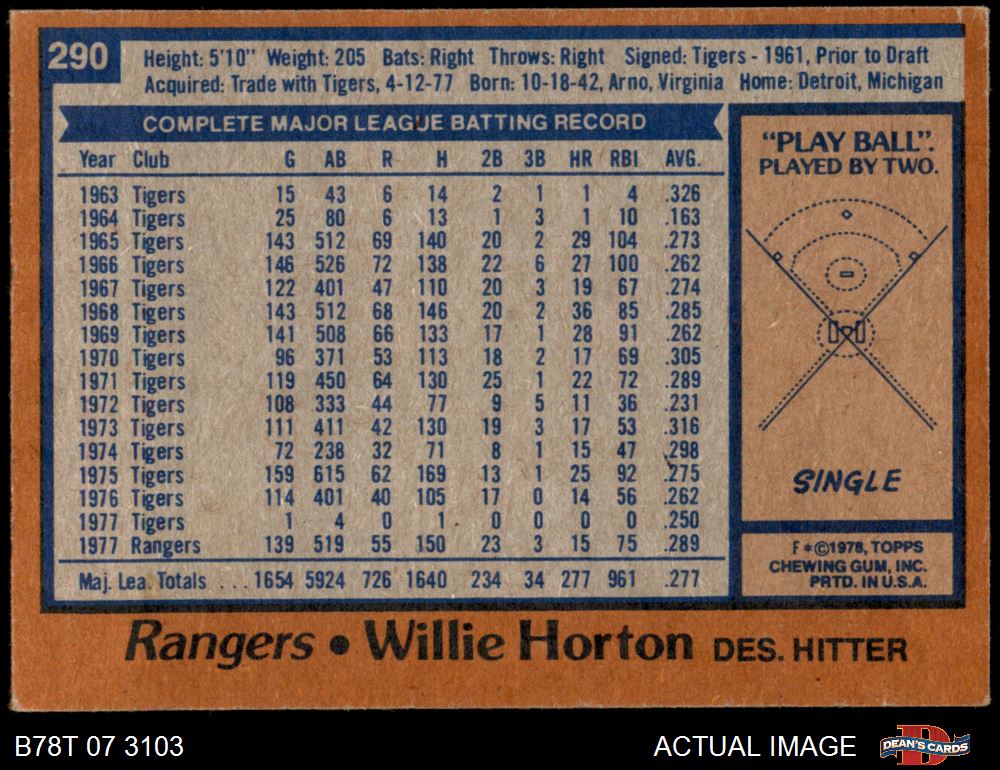 290
Height: 5'10" Weight: 205 Bats: Right Throws: Right Signed: Tigers - 1961, Prior to Draft
Acquired: Trade with Tigers, 4-12-77 Born: 10-18-42, Arno, Virginia Home: Detroit, Michigan
COMPLETE MAJOR LEAGUE BATTING RECORD
Year Club G AB R H 2B 3B HR RBI AVG.
1963 Tigers 15 43 6 14 2 1 1 4 .326
1964 Tigers 25 80 6 13 1 3 1 10 .163
1965 Tigers 143 512 69 140 20 2 29 104 .273
1966 Tigers 146 526 72 138 22 6 27 100 .262
1967 Tigers 122 401 47 110 20 3 19 67 .274
1968 Tigers 143 512 68 146 20 2 36 85 .285
1969 Tigers 141 508 66 133 17 1 28 91 .262
1970 Tigers 96 371 53 113 18 2 17 69 .305
1971 Tigers 119 450 64 130 25 1 22 72 .289
1972 Tigers 108 333 44 77 9 5 11 36 .231
1973 Tigers 111 411 42 130 19 3 17 53 .316
1974 Tigers 72 238 32 71 8 1 15 47 .298
1975 Tigers 159 615 62 169 13 1 25 92 .275
1976 Tigers 114 401 40 105 17 0 14 56 .262
1977 Tigers 1 4 0 1 0 0 0 0 .250
1977 Rangers 139 519 55 150 23 3 15 75 .289
Maj. Lea. Totals ... 1654 5924 726 1640 234 34 277 961 .277
"PLAY BALL".
PLAYED BY TWO.
SINGLE
F*©1978, TOPPS
CHEWING GUM, INC.
PRTD. IN U.S.A.
Rangers • Willie Horton DES. HITTER
B78T 07 3103
ACTUAL IMAGE
D
DEAN'S CARDS